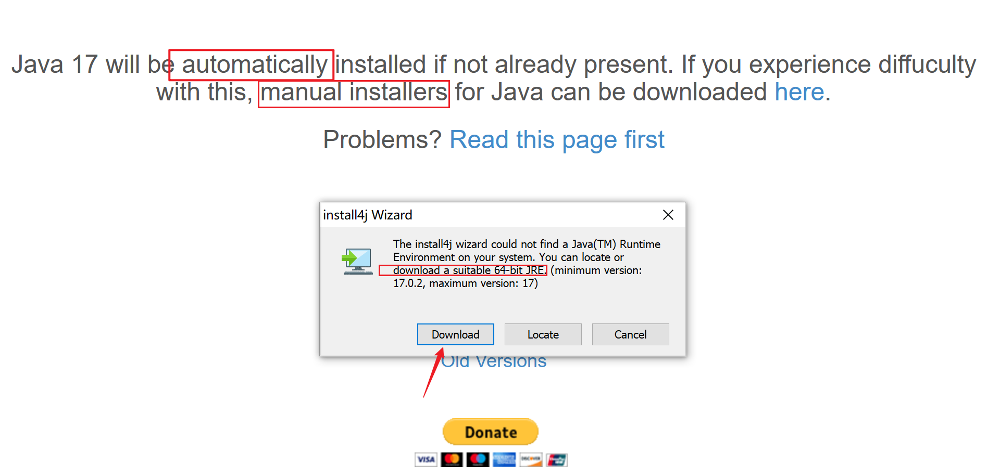 Java 17 will be automatically installed if not already present. If you experience diffuculty
with this, manual installers for Java can be downloaded here.
Problems? Read this page first
install4j Wizard
The install4j wizard could not find a Java(TM) Runtime
Environment on your system. You can locate or
download a suitable 64-bit JRE. (minimum version:
17.0.2, maximum version: 17)
Download Locate Cancel
Old Versions
Donate
VISA
DISCOVER